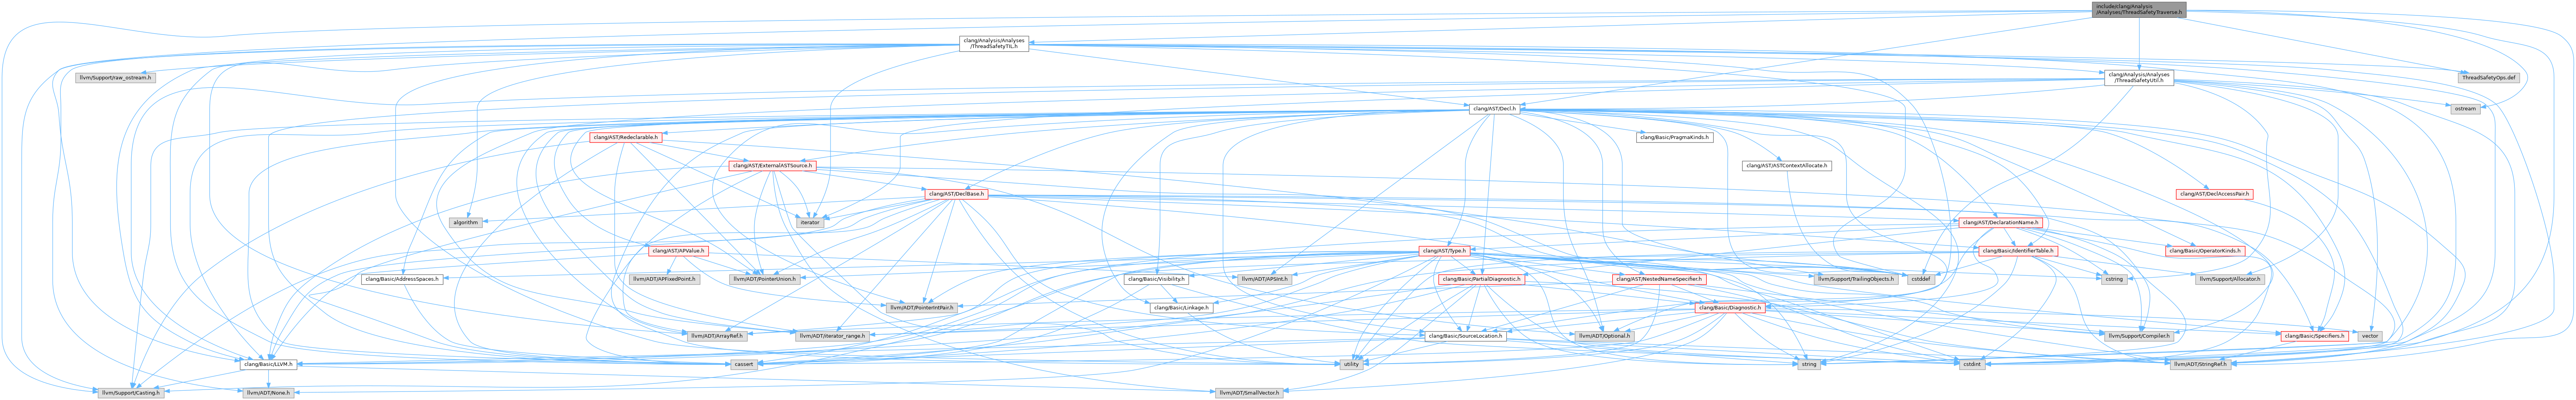 include/clang/Analysis
/Analyses/ThreadSafetyTraverse.h
clang/Analysis/Analyses
/ThreadSafetyTIL.h
llvm/Support/raw_ostream.h
clang/Analysis/Analyses
/ThreadSafetyUtil.h
ThreadSafetyOps.def
clang/AST/Decl.h
ostream
clang/AST/Redeclarable.h
clang/Basic/PragmaKinds.h
clang/AST/ExternalASTSource.h
clang/AST/ASTContextAllocate.h
clang/AST/DeclBase.h
clang/AST/DeclAccessPair.h
algorithm
iterator
clang/AST/DeclarationName.h
clang/AST/APValue.h
clang/AST/Type.h
clang/Basic/IdentifierTable.h
clang/Basic/OperatorKinds.h
clang/Basic/AddressSpaces.h
llvm/ADT/APFixedPoint.h
llvm/ADT/PointerUnion.h
clang/Basic/Visibility.h
llvm/ADT/APSInt.h
clang/Basic/PartialDiagnostic.h
clang/AST/NestedNameSpecifier.h
llvm/Support/TrailingObjects.h
cstddef
cstring
llvm/Support/Allocator.h
llvm/ADT/PointerIntPair.h
clang/Basic/Linkage.h
clang/Basic/Diagnostic.h
llvm/ADT/ArrayRef.h
llvm/ADT/iterator_range.h
clang/Basic/SourceLocation.h
llvm/ADT/Optional.h
llvm/Support/Compiler.h
clang/Basic/Specifiers.h
vector
clang/Basic/LLVM.h
cassert
utility
string
cstdint
llvm/ADT/StringRef.h
llvm/Support/Casting.h
llvm/ADT/None.h
llvm/ADT/SmallVector.h